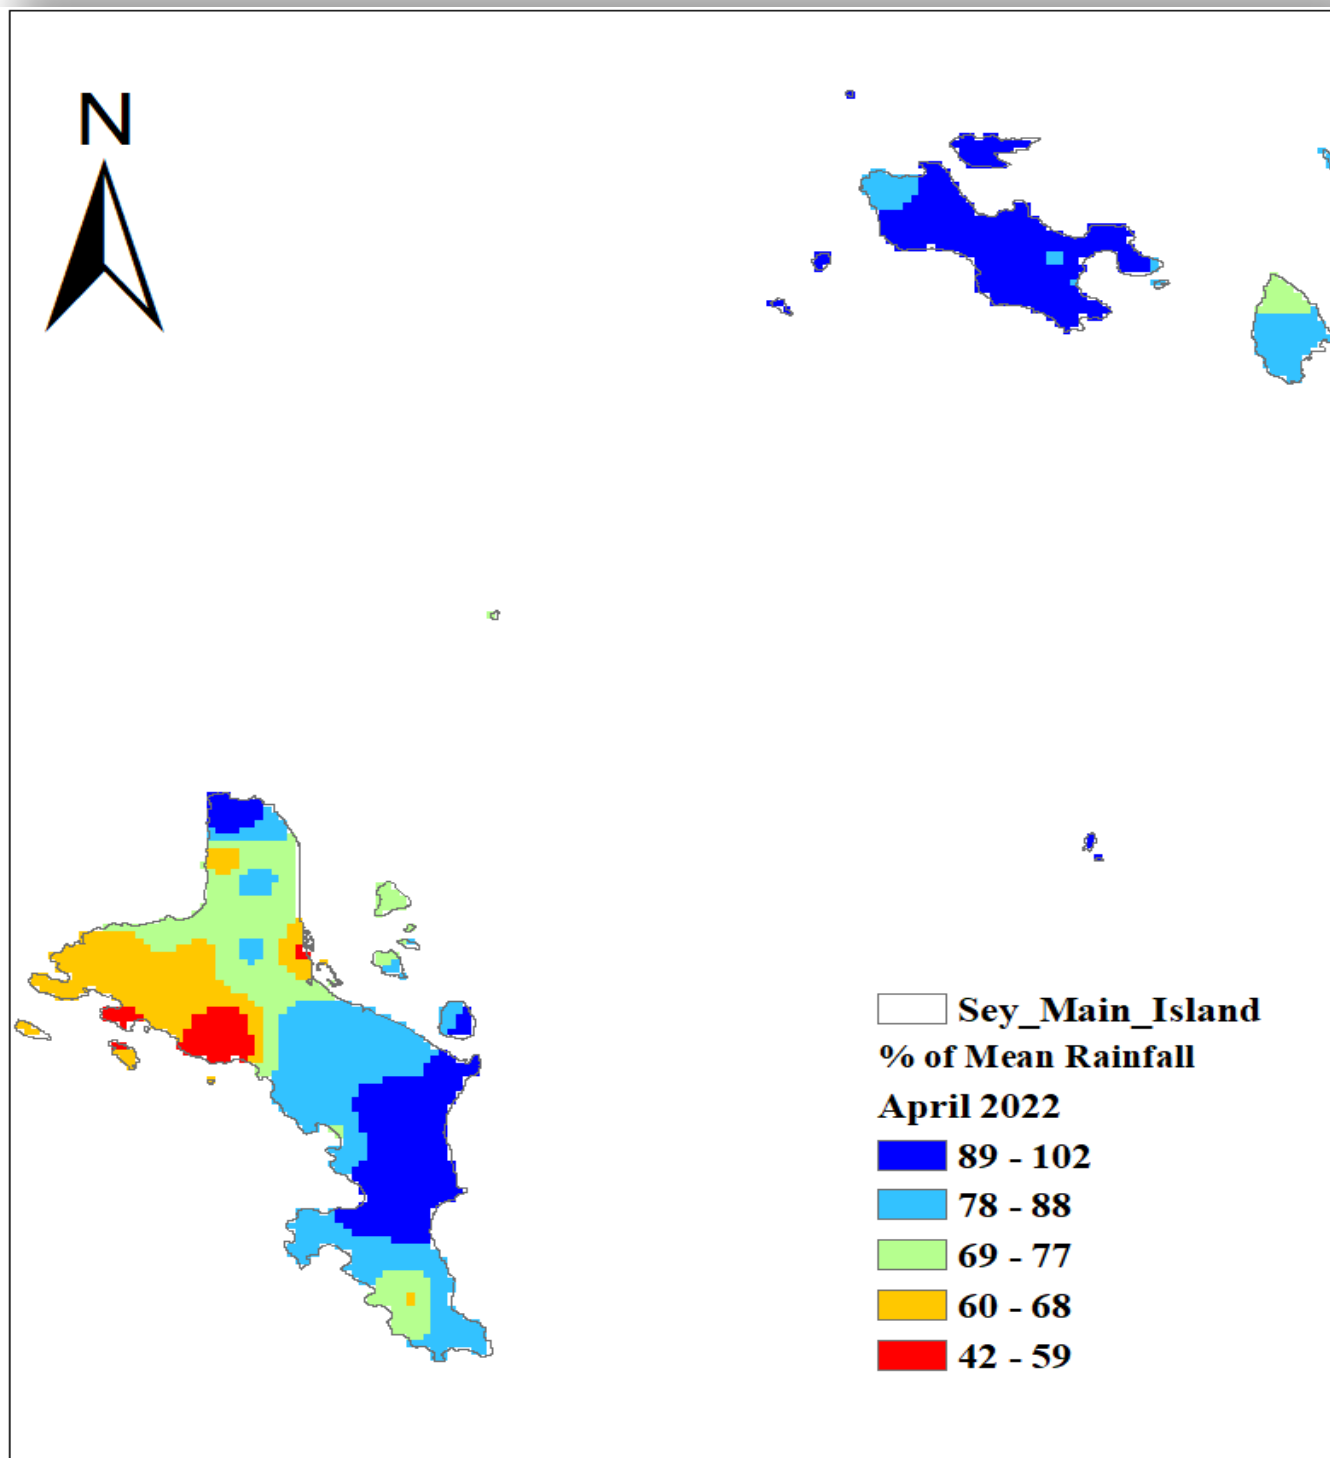 N
Sey_Main_Island
% of Mean Rainfall
April 2022
89 - 102
78 - 88
69 - 77
60 - 68
42 - 59